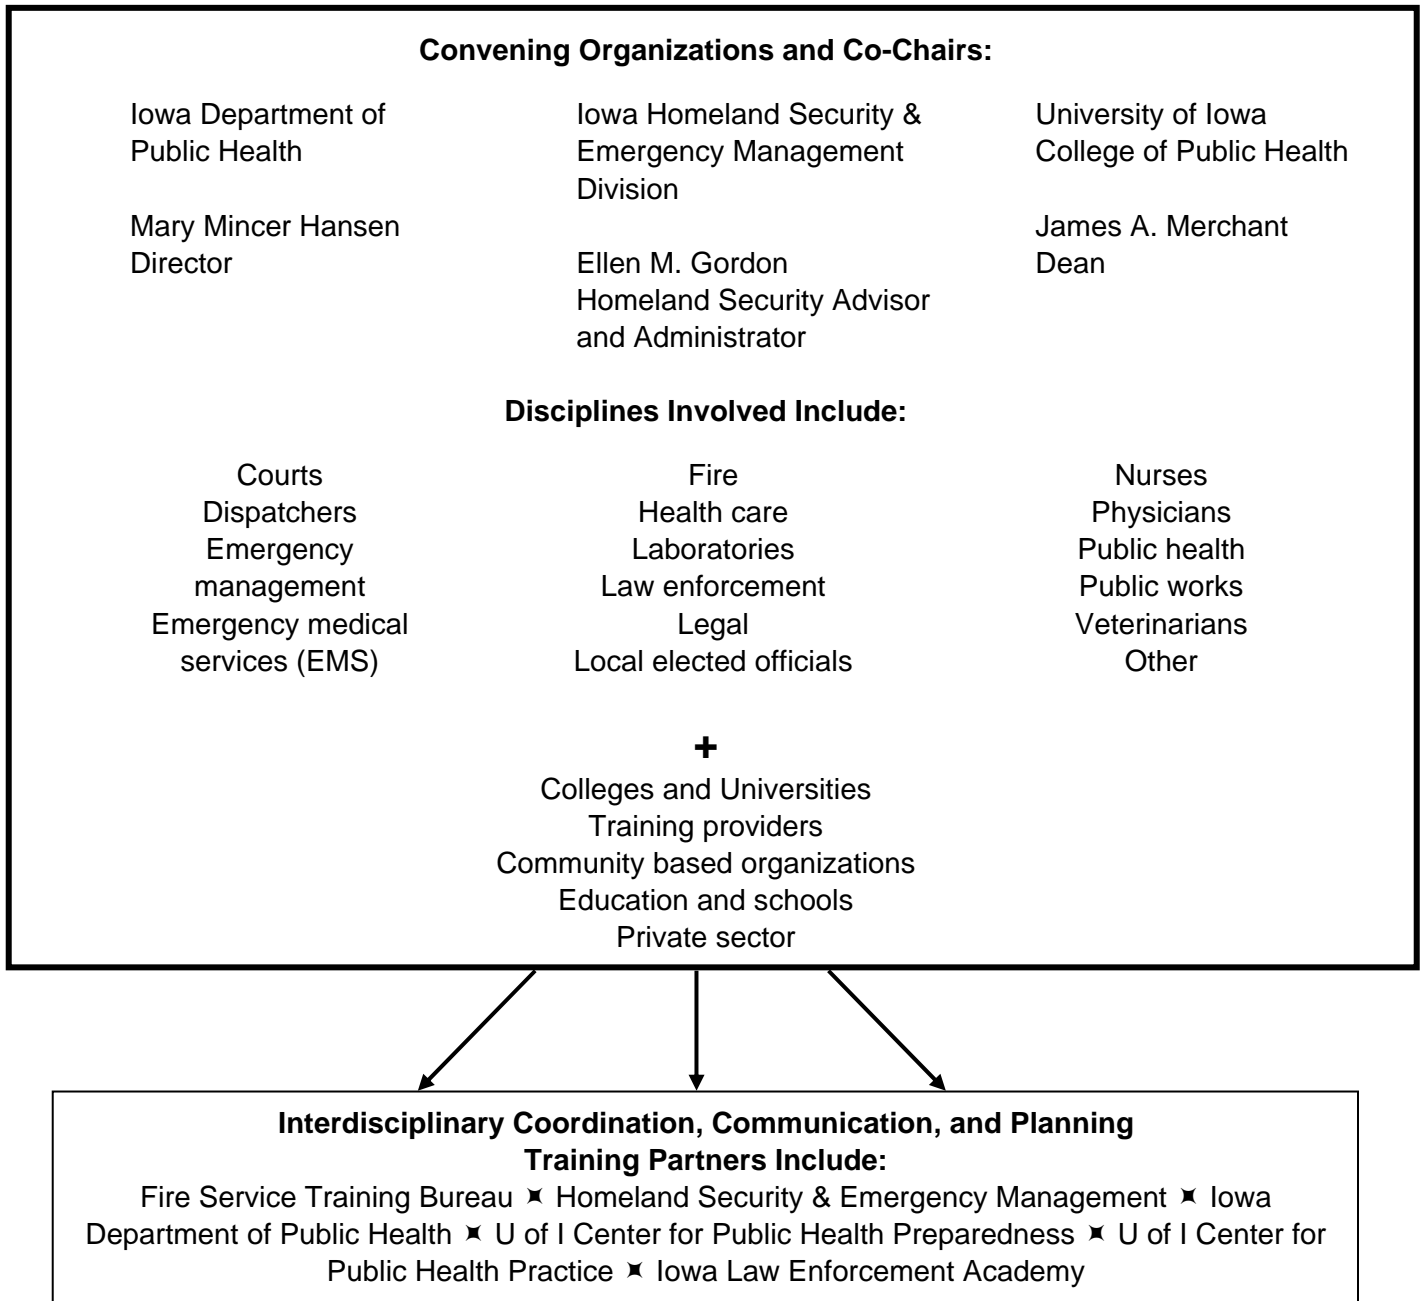 Convening Organizations and Co-Chairs:
Iowa Department of
Public Health
Mary Mincer Hansen
Director
Iowa Homeland Security &
Emergency Management
Division
Ellen M. Gordon
Homeland Security Advisor
and Administrator
University of Iowa
College of Public Health
James A. Merchant
Dean
Disciplines Involved Include:
Courts
Dispatchers
Emergency
management
Emergency medical
services (EMS)
Fire
Health care
Laboratories
Law enforcement
Legal
Local elected officials
Nurses
Physicians
Public health
Public works
Veterinarians
Other
+
Colleges and Universities
Training providers
Community based organizations
Education and schools
Private sector
Interdisciplinary Coordination, Communication, and Planning
Training Partners Include:
Fire Service Training Bureau ✦ Homeland Security & Emergency Management ✦ Iowa
Department of Public Health ✦ U of I Center for Public Health Preparedness ✦ U of I Center for
Public Health Practice ✦ Iowa Law Enforcement Academy